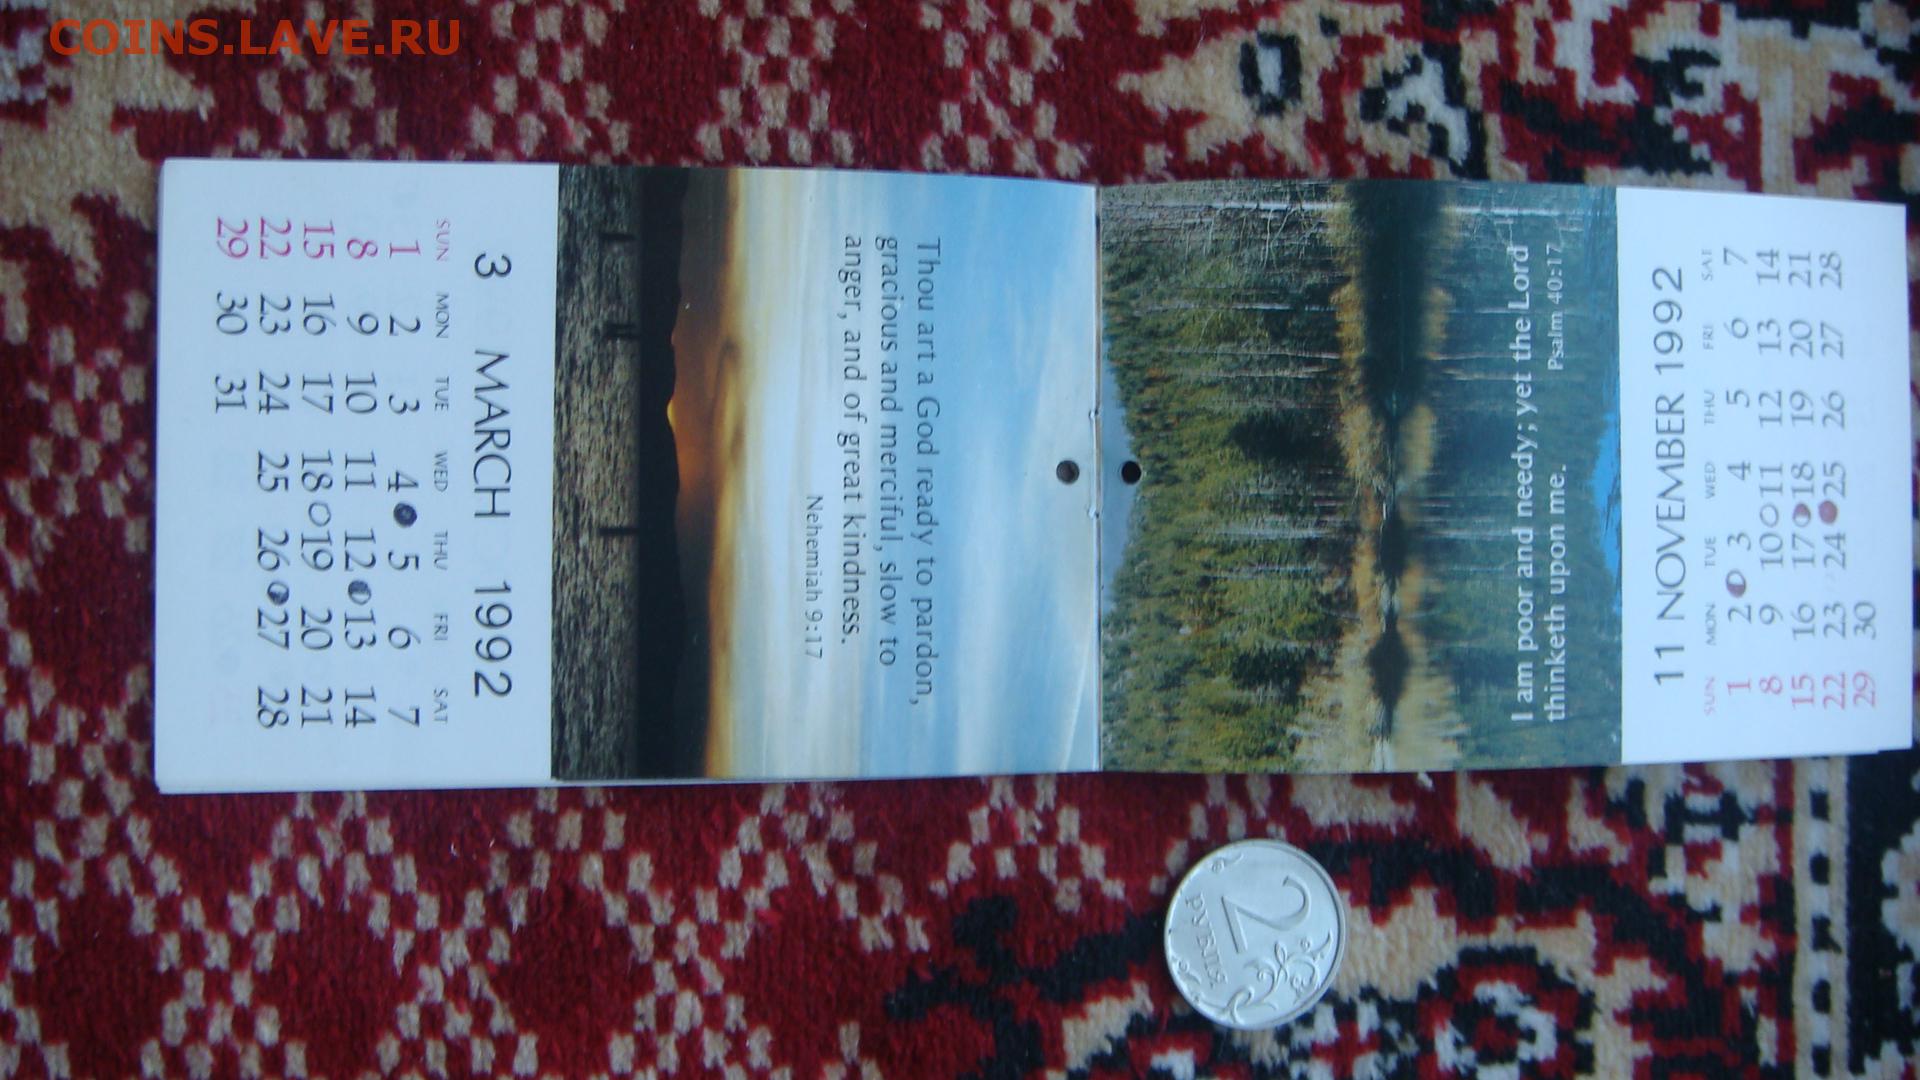 COINS.LAVE.RU
Thou art a God ready to pardon,
gracious and merciful, slow to
anger, and of great kindness.
Nehemiah 9:17
3 MARCH 1992
SUN MON TUE WED THU FRI SAT
1 2 3 4 5 6 7
8 9 10 11 12 13 14
15 16 17 18 19 20 21
22 23 24 25 26 27 28
29 30 31
I am poor and needy; yet the Lord
thinketh upon me. Psalm 40:17
11 NOVEMBER 1992
SUN MON TUE WED THU FRI SAT
1 2 3 4 5 6 7
8 9 10 11 12 13 14
15 16 17 18 19 20 21
22 23 24 25 26 27 28
29 30
2
РУБЛЯ